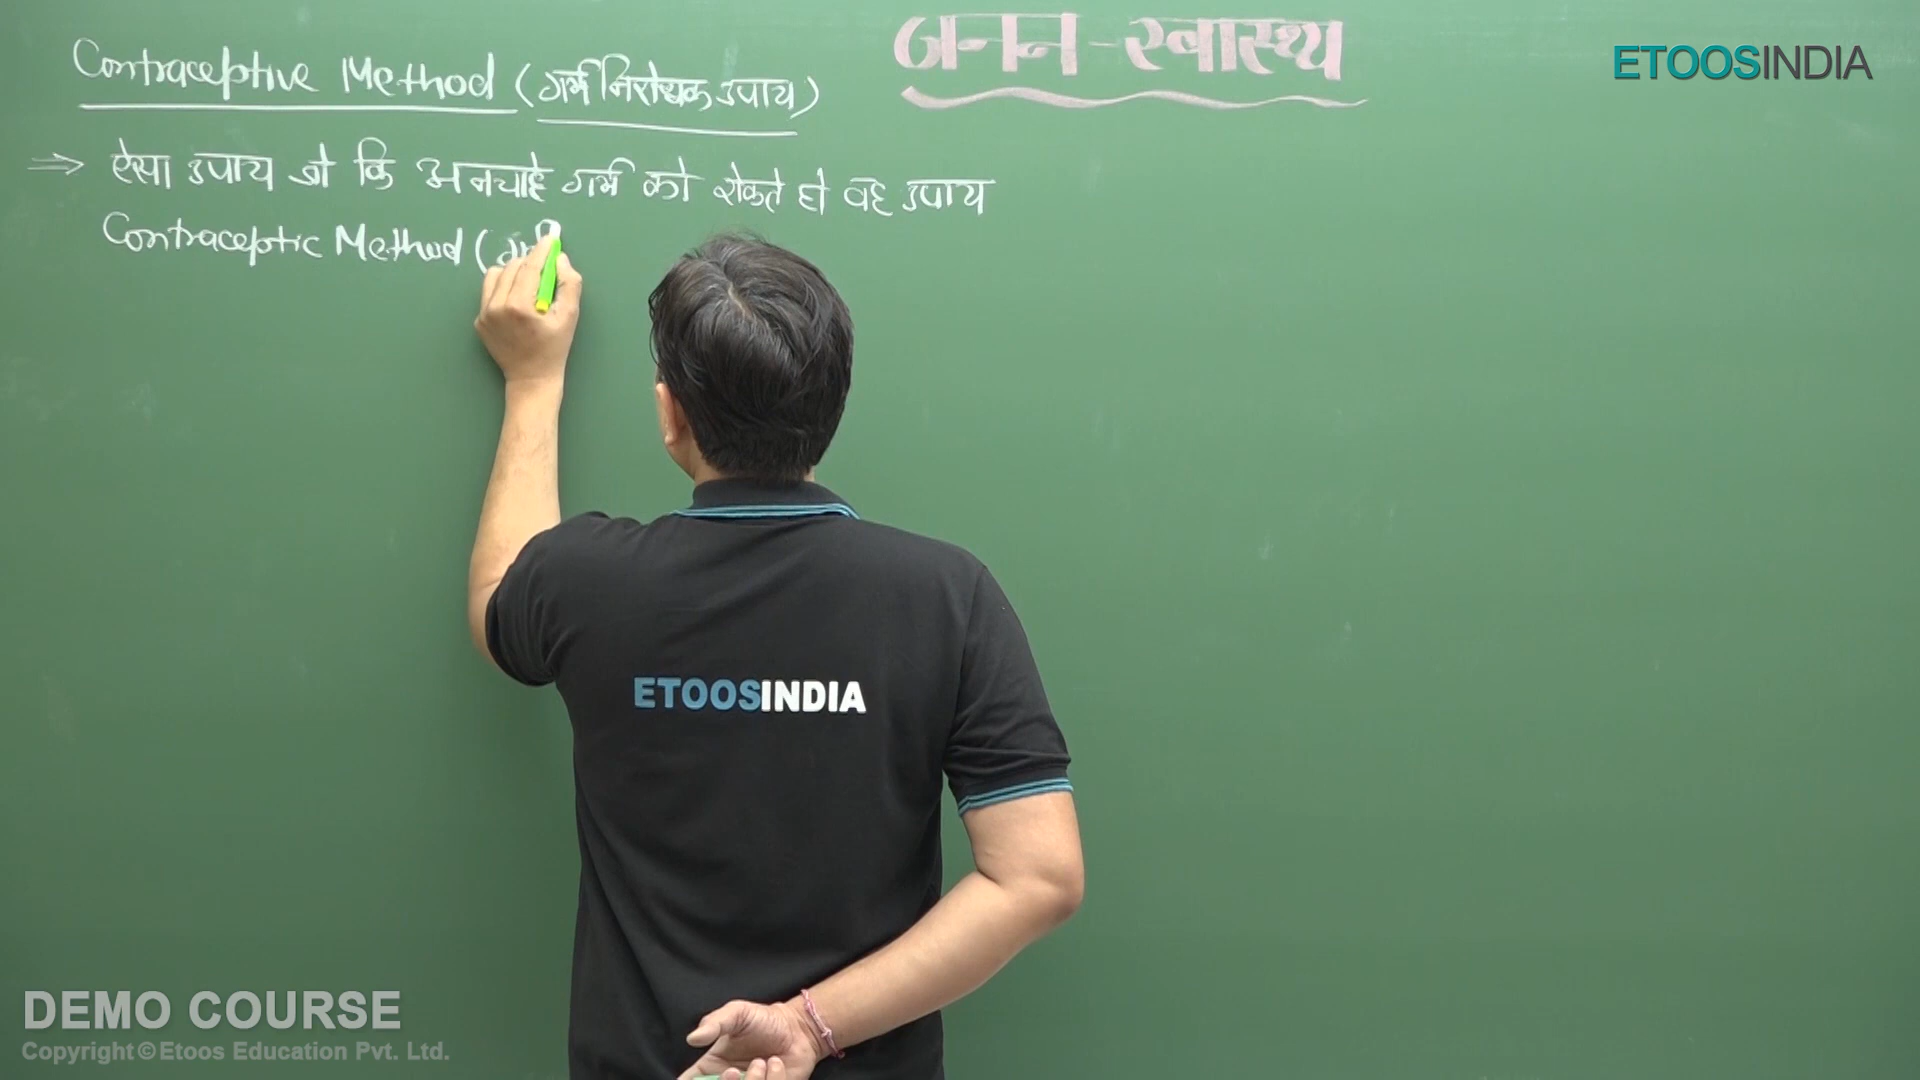 जनन-स्वास्थ्य
ETOOSINDIA
Contraceptive Method (गर्भ निरोधक उपाय)
⇒ ऐसा उपाय जो कि अनचाहे गर्भ को रोकते हो वह उपाय
Contraceptic Method (गर्भ
ETOOSINDIA
DEMO COURSE
Copyright © Etoos Education Pvt. Ltd.